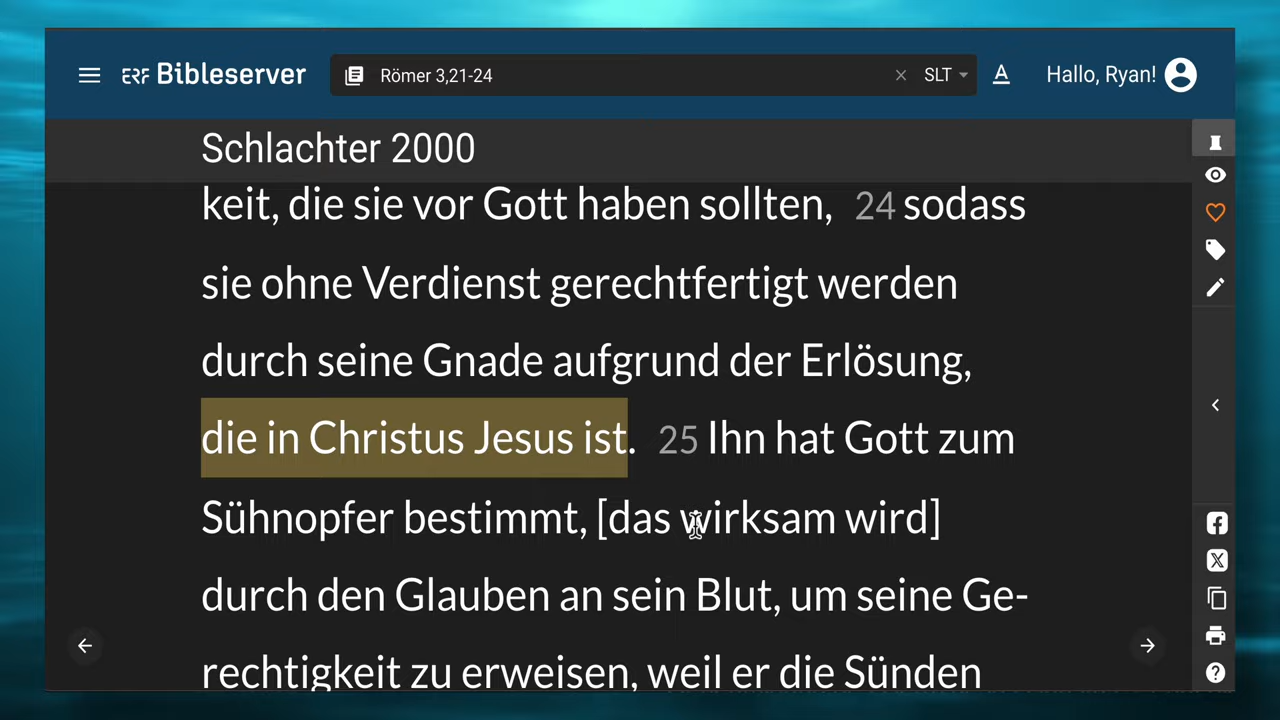 ERF Bibleserver
Römer 3,21-24
SLT
A
Hallo, Ryan!
Schlachter 2000
keit, die sie vor Gott haben sollten, 24 sodass
sie ohne Verdienst gerechtfertigt werden
durch seine Gnade aufgrund der Erlösung,
die in Christus Jesus ist. 25 Ihn hat Gott zum
Sühnopfer bestimmt, [das wirksam wird]
durch den Glauben an sein Blut, um seine Ge-
rechtigkeit zu erweisen, weil er die Sünden